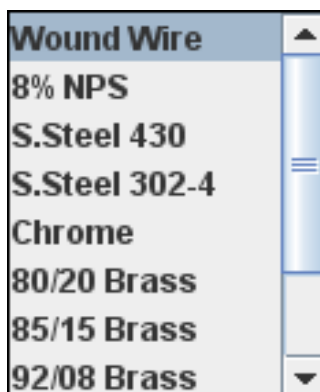 Wound Wire
8% NPS
S.Steel 430
S.Steel 302-4
Chrome
80/20 Brass
85/15 Brass
92/08 Brass